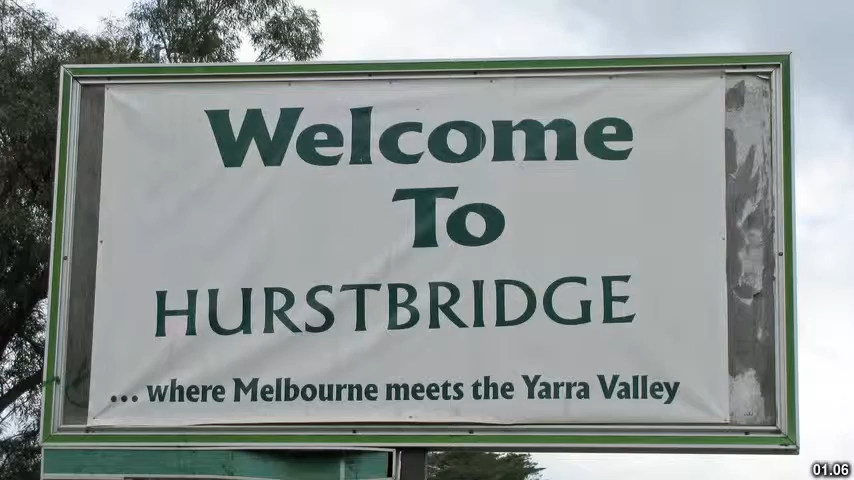 Welcome
To
HURSTBRIDGE
... where Melbourne meets the Yarra Valley
01.06